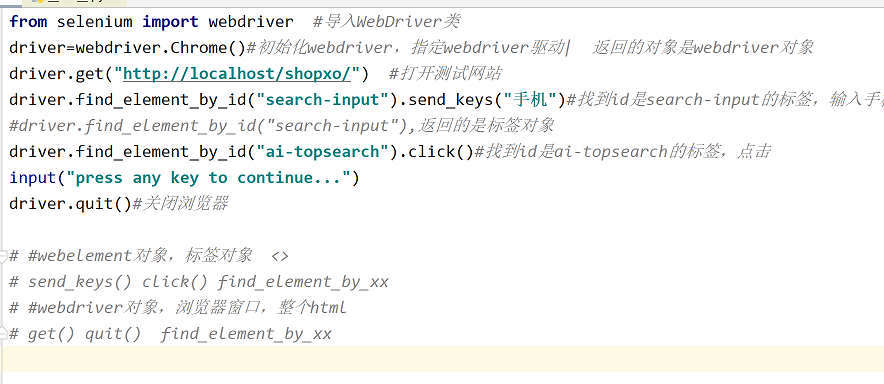 from selenium import webdriver  #导入WebDriver类
driver=webdriver.Chrome()#初始化webdriver，指定webdriver驱动|  返回的对象是webdriver对象
driver.get("http://localhost/shopxo/")  #打开测试网站
driver.find_element_by_id("search-input").send_keys("手机")#找到id是search-input的标签，输入手
#driver.find_element_by_id("search-input"),返回的是标签对象
driver.find_element_by_id("ai-topsearch").click()#找到id是ai-topsearch的标签，点击
input("press any key to continue...")
driver.quit()#关闭浏览器
# #webelement对象，标签对象  <>
# send_keys() click() find_element_by_xx
# #webdriver对象，浏览器窗口，整个html
# get() quit()  find_element_by_xx